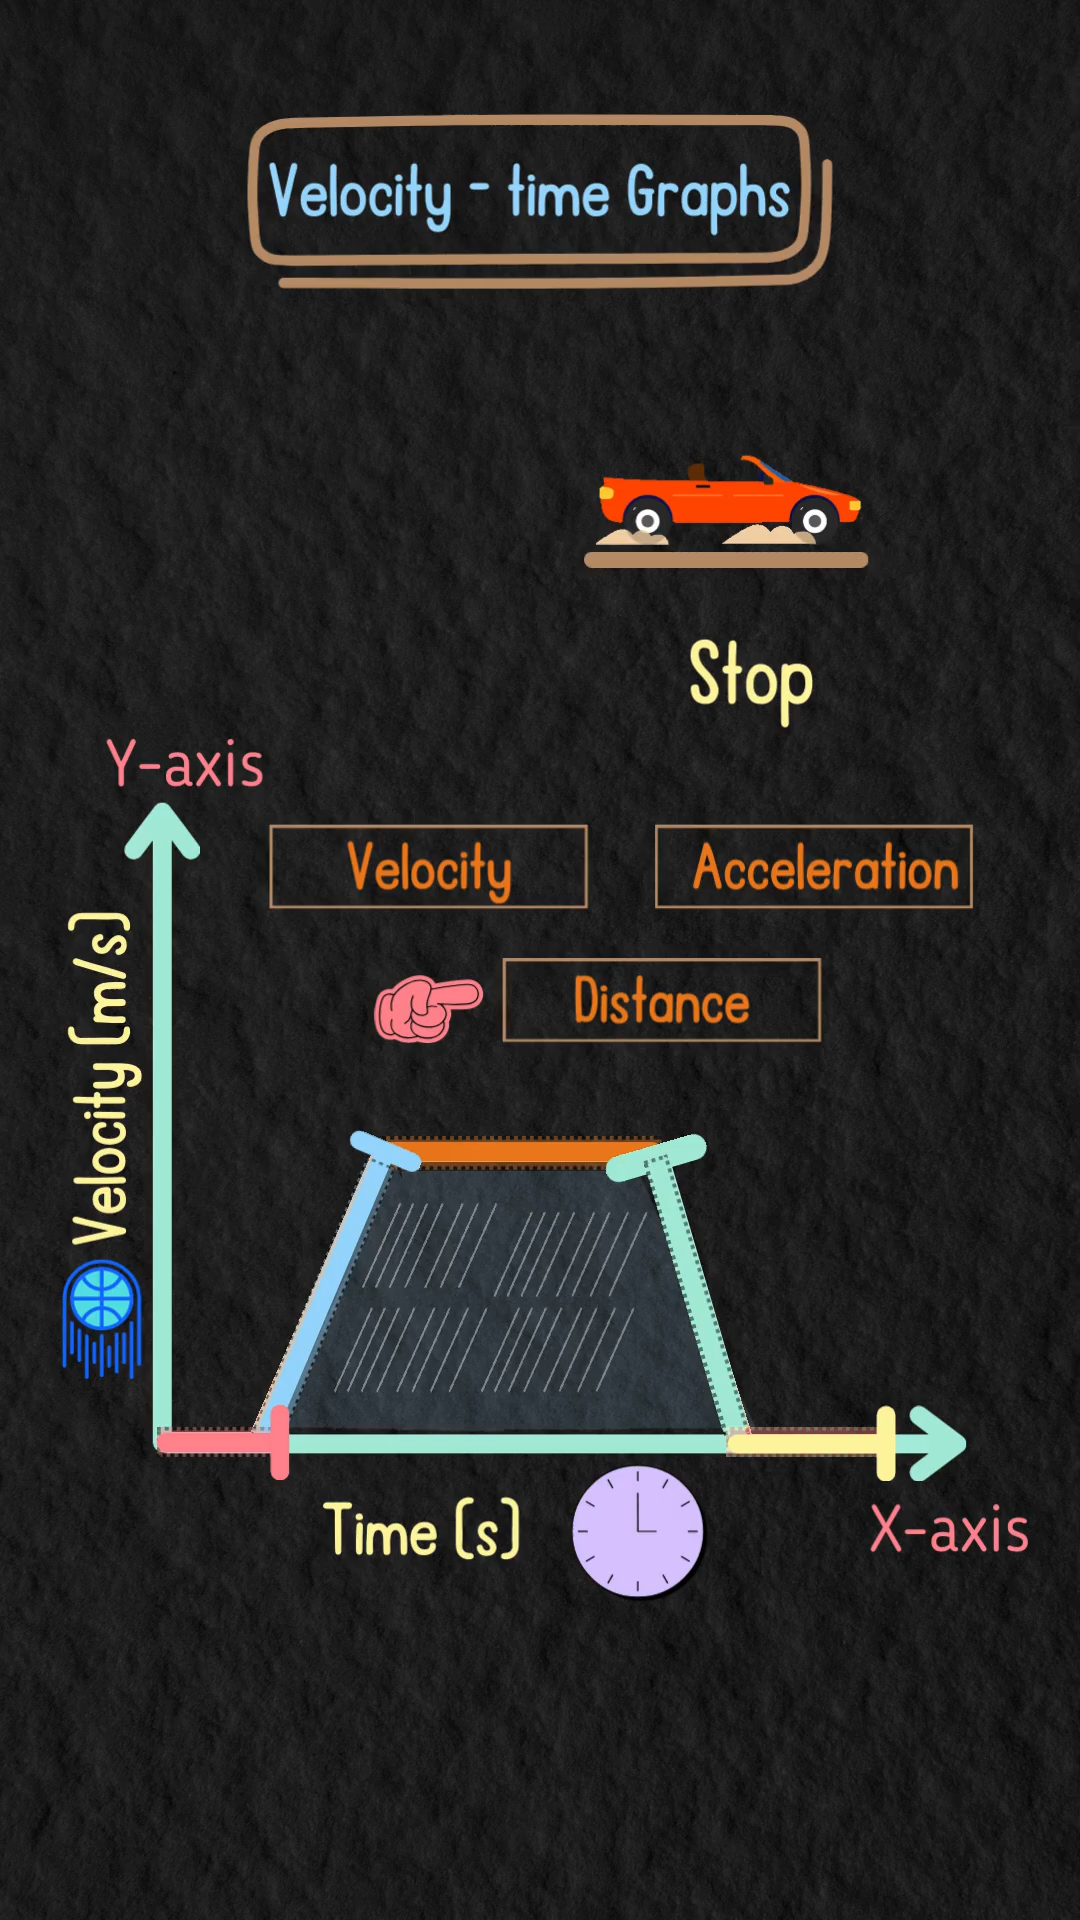 Velocity - time Graphs
Stop
Y-axis
Velocity
Acceleration
Distance
Velocity (m/s)
Time (s)
X-axis